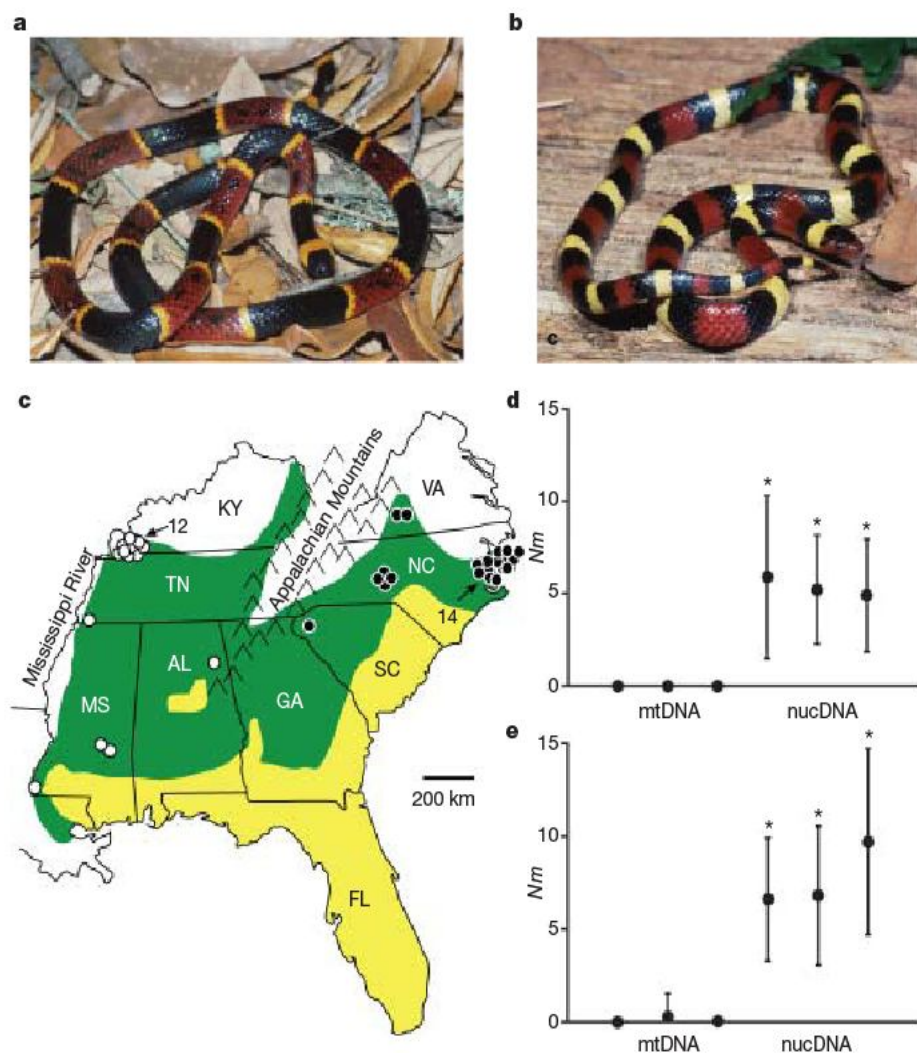 a
b
c
c
d
15
10
Nm
5
0
mtDNA
nucDNA
*
*
*
e
15
10
Nm
5
0
mtDNA
nucDNA
*
*
*
Mississippi River
Appalachian Mountains
KY
12
VA
TN
NC
14
AL
MS
GA
SC
200 km
FL